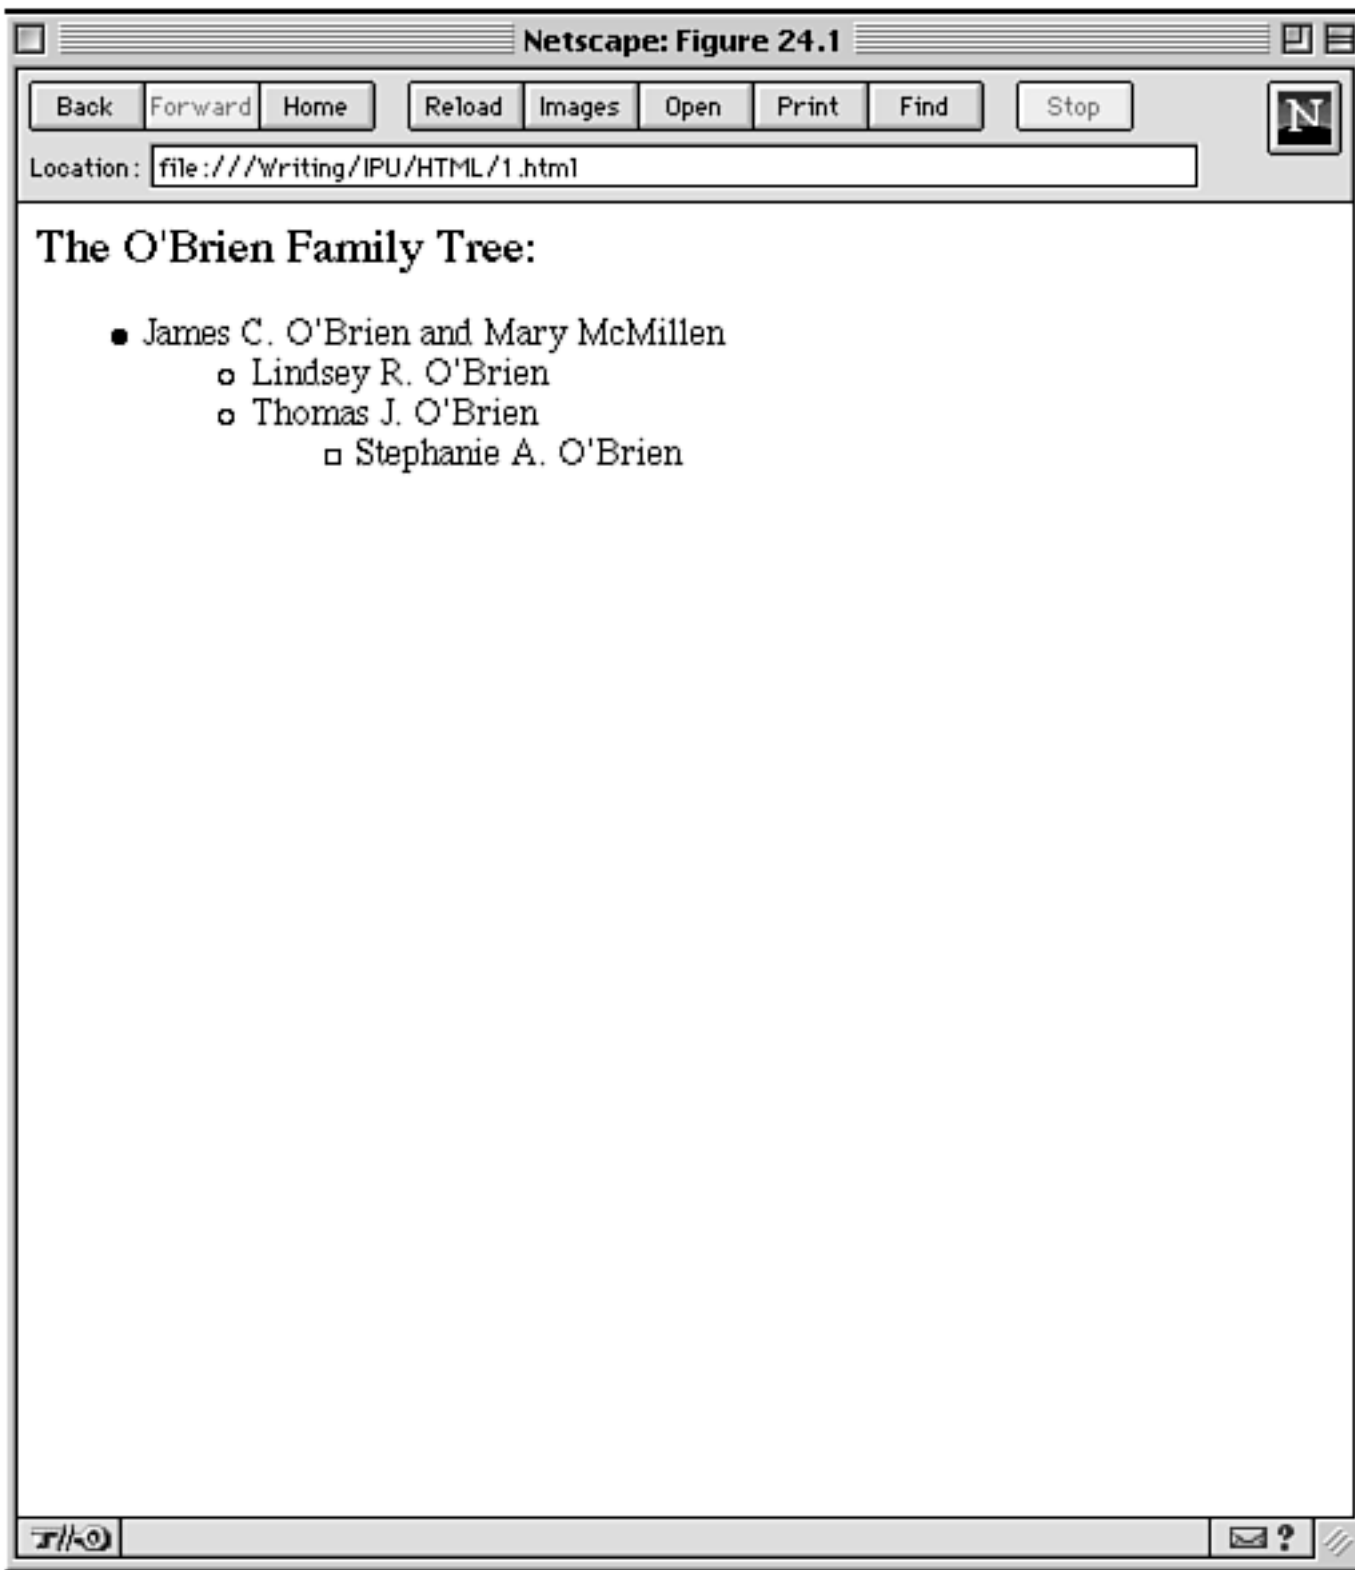 Netscape: Figure 24.1
Back Forward Home Reload Images Open Print Find Stop N
Location: file:///Writing/IPU/HTML/1.html
The O'Brien Family Tree:
James C. O'Brien and Mary McMillen
Lindsey R. O'Brien
Thomas J. O'Brien
Stephanie A. O'Brien
?